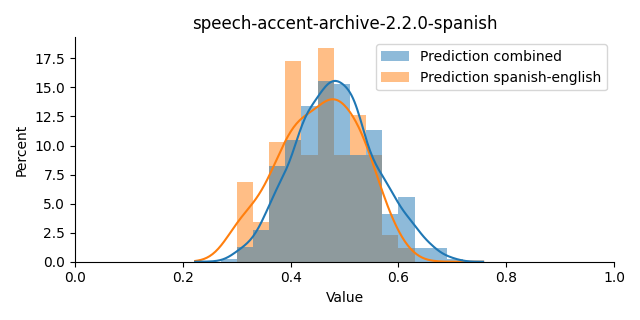 speech-accent-archive-2.2.0-spanish
Prediction combined
Prediction spanish-english
Percent
17.5
15.0
12.5
10.0
7.5
5.0
2.5
0.0
0.0 0.2 0.4 0.6 0.8 1.0
Value